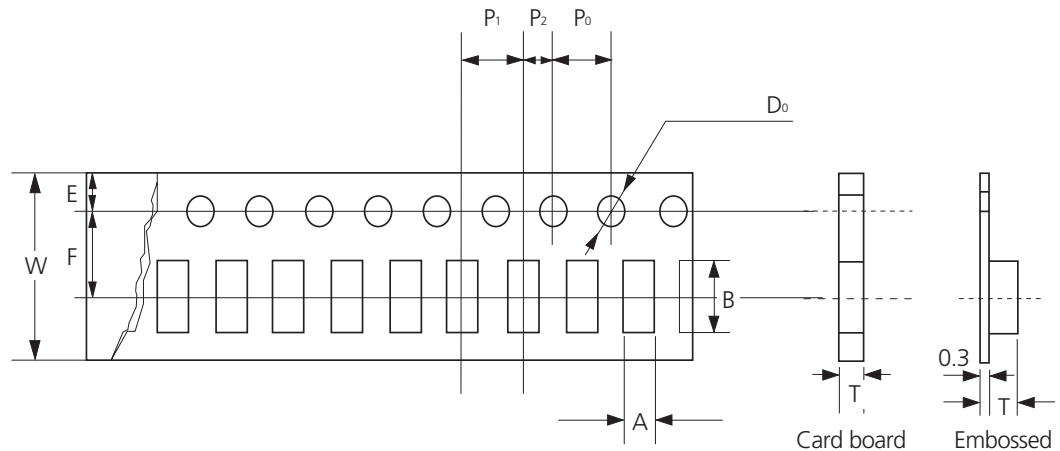 P₁ P₂ P₀
D₀
E
F
W
B
0.3
T
T
A
Card board
Embossed